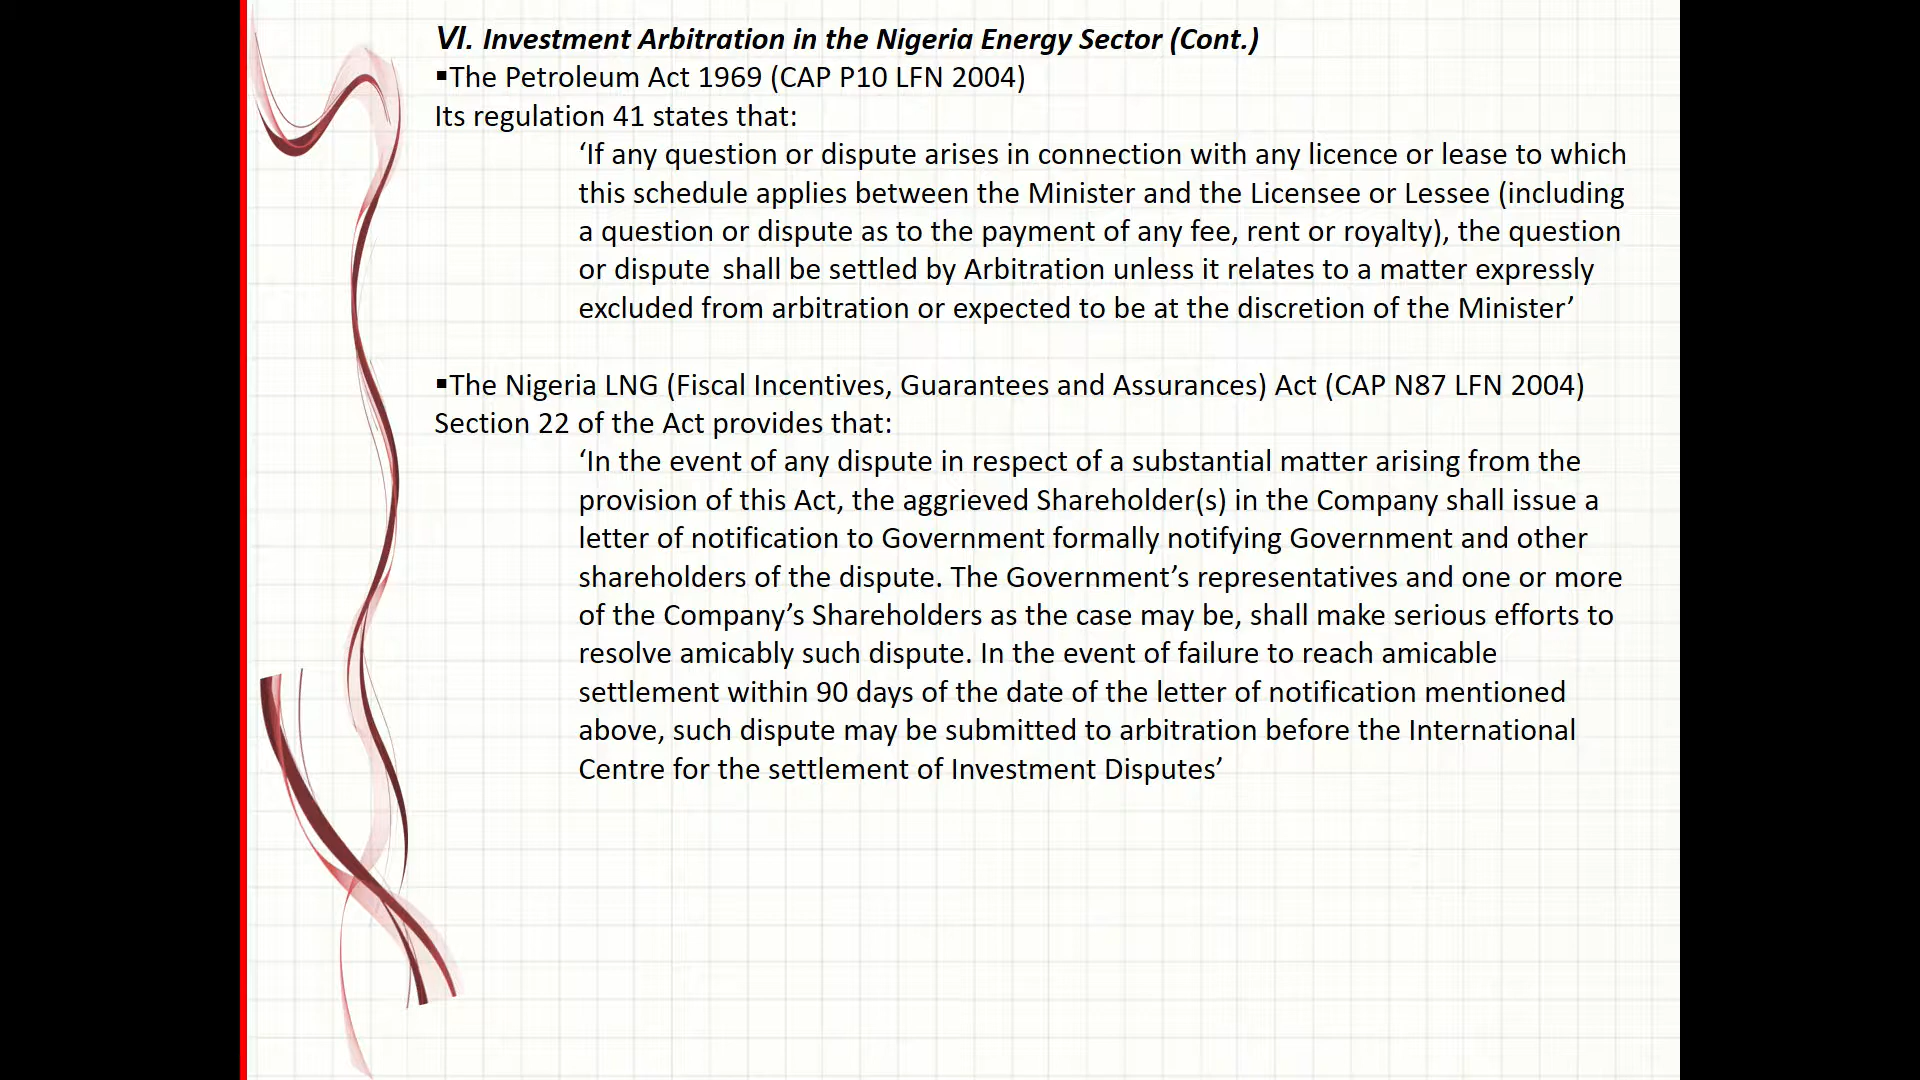 VI. Investment Arbitration in the Nigeria Energy Sector (Cont.)
▪The Petroleum Act 1969 (CAP P10 LFN 2004)
Its regulation 41 states that:
‘If any question or dispute arises in connection with any licence or lease to which
this schedule applies between the Minister and the Licensee or Lessee (including
a question or dispute as to the payment of any fee, rent or royalty), the question
or dispute shall be settled by Arbitration unless it relates to a matter expressly
excluded from arbitration or expected to be at the discretion of the Minister’
▪The Nigeria LNG (Fiscal Incentives, Guarantees and Assurances) Act (CAP N87 LFN 2004)
Section 22 of the Act provides that:
‘In the event of any dispute in respect of a substantial matter arising from the
provision of this Act, the aggrieved Shareholder(s) in the Company shall issue a
letter of notification to Government formally notifying Government and other
shareholders of the dispute. The Government’s representatives and one or more
of the Company’s Shareholders as the case may be, shall make serious efforts to
resolve amicably such dispute. In the event of failure to reach amicable
settlement within 90 days of the date of the letter of notification mentioned
above, such dispute may be submitted to arbitration before the International
Centre for the settlement of Investment Disputes’